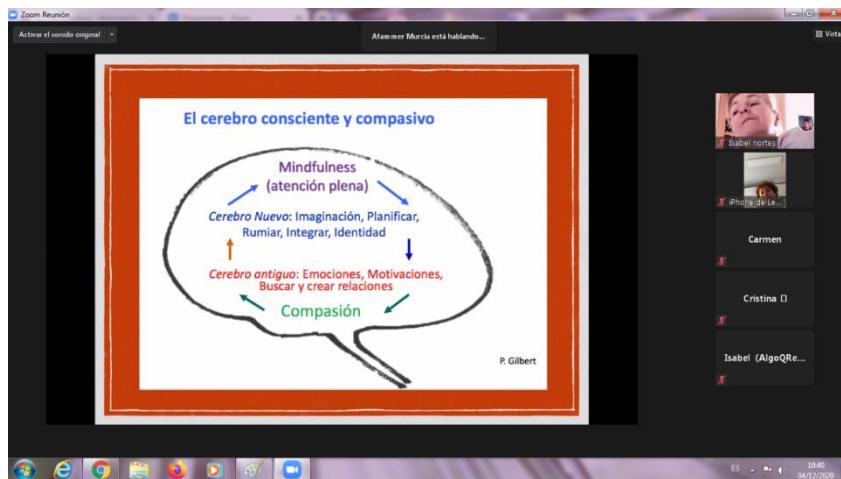 Zoom Reunión
Activar el sonido original
Afammer Murcia está hablando...
Vista
El cerebro consciente y compasivo
Mindfulness
(atención plena)
Cerebro Nuevo: Imaginación, Planificar,
Rumiar, Integrar, Identidad
Cerebro antiguo: Emociones, Motivaciones,
Buscar y crear relaciones
Compasión
P. Gilbert
Isabel nortes
iPhone de Le...
Carmen
Cristina
Isabel (AlgoQRe...
ES
10:40
04/12/2020